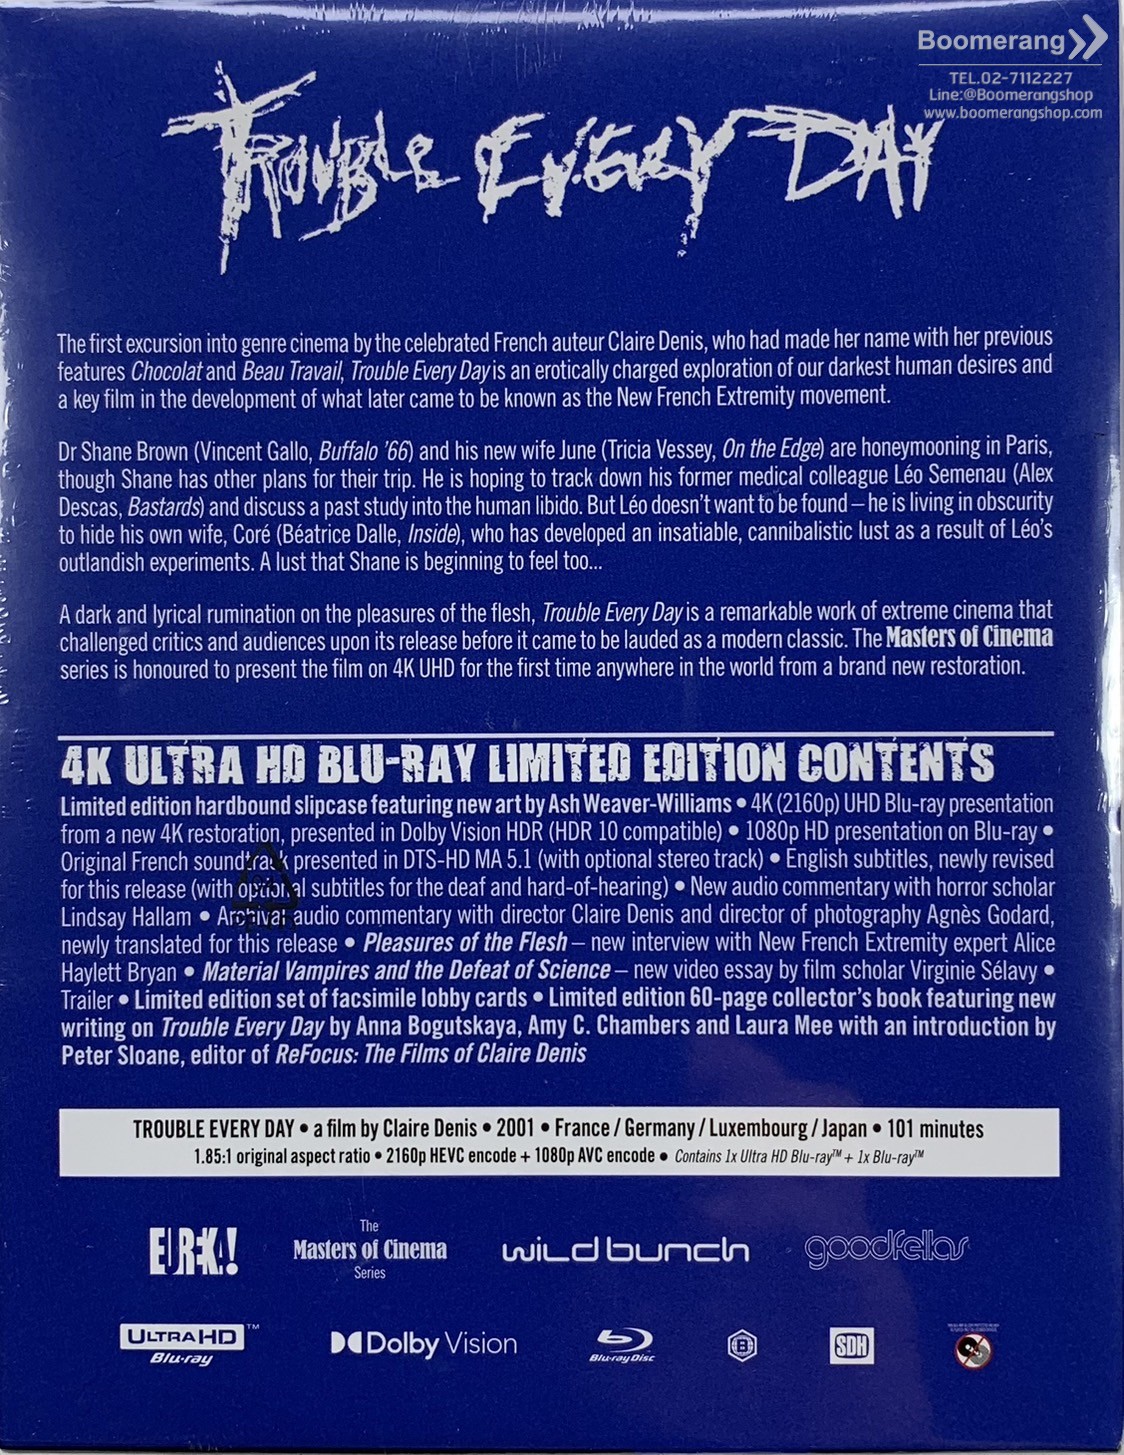 Boomerang
TEL.02-7112227
Line:@Boomerangshop
www.boomerangshop.com
TROUBLE EVERY DAY
The first excursion into genre cinema by the celebrated French auteur Claire Denis, who had made her name with her previous
features Chocolat and Beau Travail, Trouble Every Day is an erotically charged exploration of our darkest human desires and
a key film in the development of what later came to be known as the New French Extremity movement.
Dr Shane Brown (Vincent Gallo, Buffalo '66) and his new wife June (Tricia Vessey, On the Edge) are honeymooning in Paris,
though Shane has other plans for their trip. He is hoping to track down his former medical colleague Léo Semenau (Alex
Descas, Bastards) and discuss a past study into the human libido. But Léo doesn't want to be found – he is living in obscurity
to hide his own wife, Coré (Béatrice Dalle, Inside), who has developed an insatiable, cannibalistic lust as a result of Léo's
outlandish experiments. A lust that Shane is beginning to feel too...
A dark and lyrical rumination on the pleasures of the flesh, Trouble Every Day is a remarkable work of extreme cinema that
challenged critics and audiences upon its release before it came to be lauded as a modern classic. The Masters of Cinema
series is honoured to present the film on 4K UHD for the first time anywhere in the world from a brand new restoration.
4K ULTRA HD BLU-RAY LIMITED EDITION CONTENTS
Limited edition hardbound slipcase featuring new art by Ash Weaver-Williams • 4K (2160p) UHD Blu-ray presentation
from a new 4K restoration, presented in Dolby Vision HDR (HDR 10 compatible) • 1080p HD presentation on Blu-ray •
Original French sound presented in DTS-HD MA 5.1 (with optional stereo track) • English subtitles, newly revised
for this release (with subtitles for the deaf and hard-of-hearing) • New audio commentary with horror scholar
Lindsay Hallam • audio commentary with director Claire Denis and director of photography Agnès Godard,
newly translated for this release • Pleasures of the Flesh – new interview with New French Extremity expert Alice
Haylett Bryan • Material Vampires and the Defeat of Science – new video essay by film scholar Virginie Sélavy •
Trailer • Limited edition set of facsimile lobby cards • Limited edition 60-page collector's book featuring new
writing on Trouble Every Day by Anna Bogutskaya, Amy C. Chambers and Laura Mee with an introduction by
Peter Sloane, editor of ReFocus: The Films of Claire Denis
TROUBLE EVERY DAY • a film by Claire Denis • 2001 • France / Germany / Luxembourg / Japan • 101 minutes
1.85:1 original aspect ratio • 2160p HEVC encode + 1080p AVC encode • Contains 1x Ultra HD Blu-ray™ + 1x Blu-ray™
EUREKA!
The
Masters of Cinema
Series
wild bunch
goodfellas
ULTRA HD™
Blu-ray
Dolby Vision
Blu-ray Disc
B
SDH